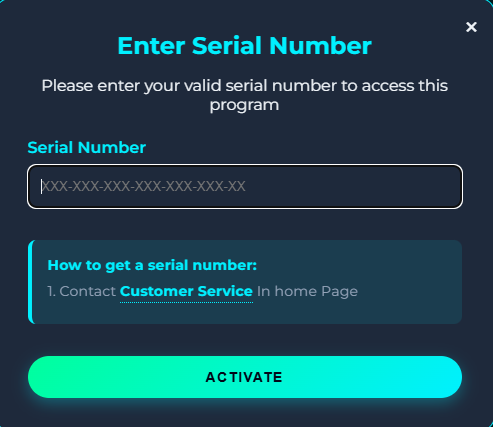 ×
Enter Serial Number
Please enter your valid serial number to access this
program
Serial Number
XXX-XXX-XXX-XXX-XXX-XXX-XX
How to get a serial number:
1. Contact Customer Service In home Page
ACTIVATE